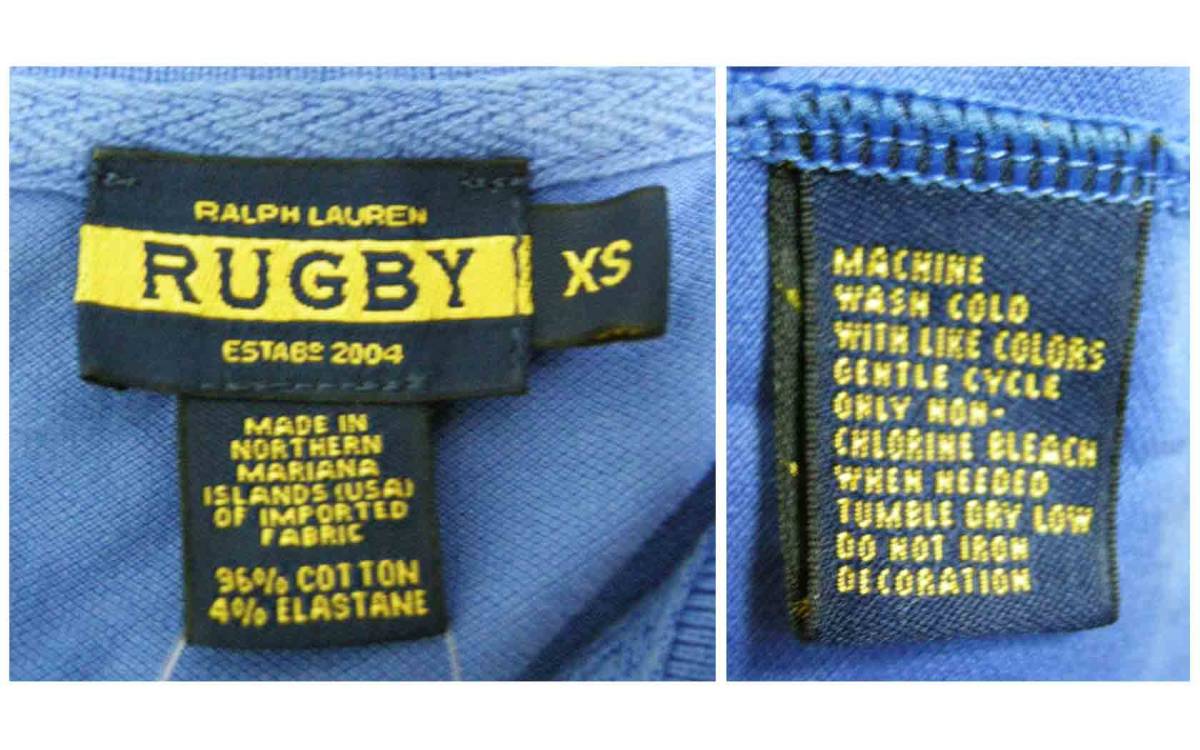 RALPH LAUREN
RUGBY
ESTABD 2004
XS
MADE IN
NORTHERN
MARIANA
ISLANDS (USA)
OF IMPORTED
FABRIC
96% COTTON
4% ELASTANE
MACHINE
WASH COLD
WITH LIKE COLORS
GENTLE CYCLE
ONLY NON-
CHLORINE BLEACH
WHEN NEEDED
TUMBLE DRY LOW
DO NOT IRON
DECORATION